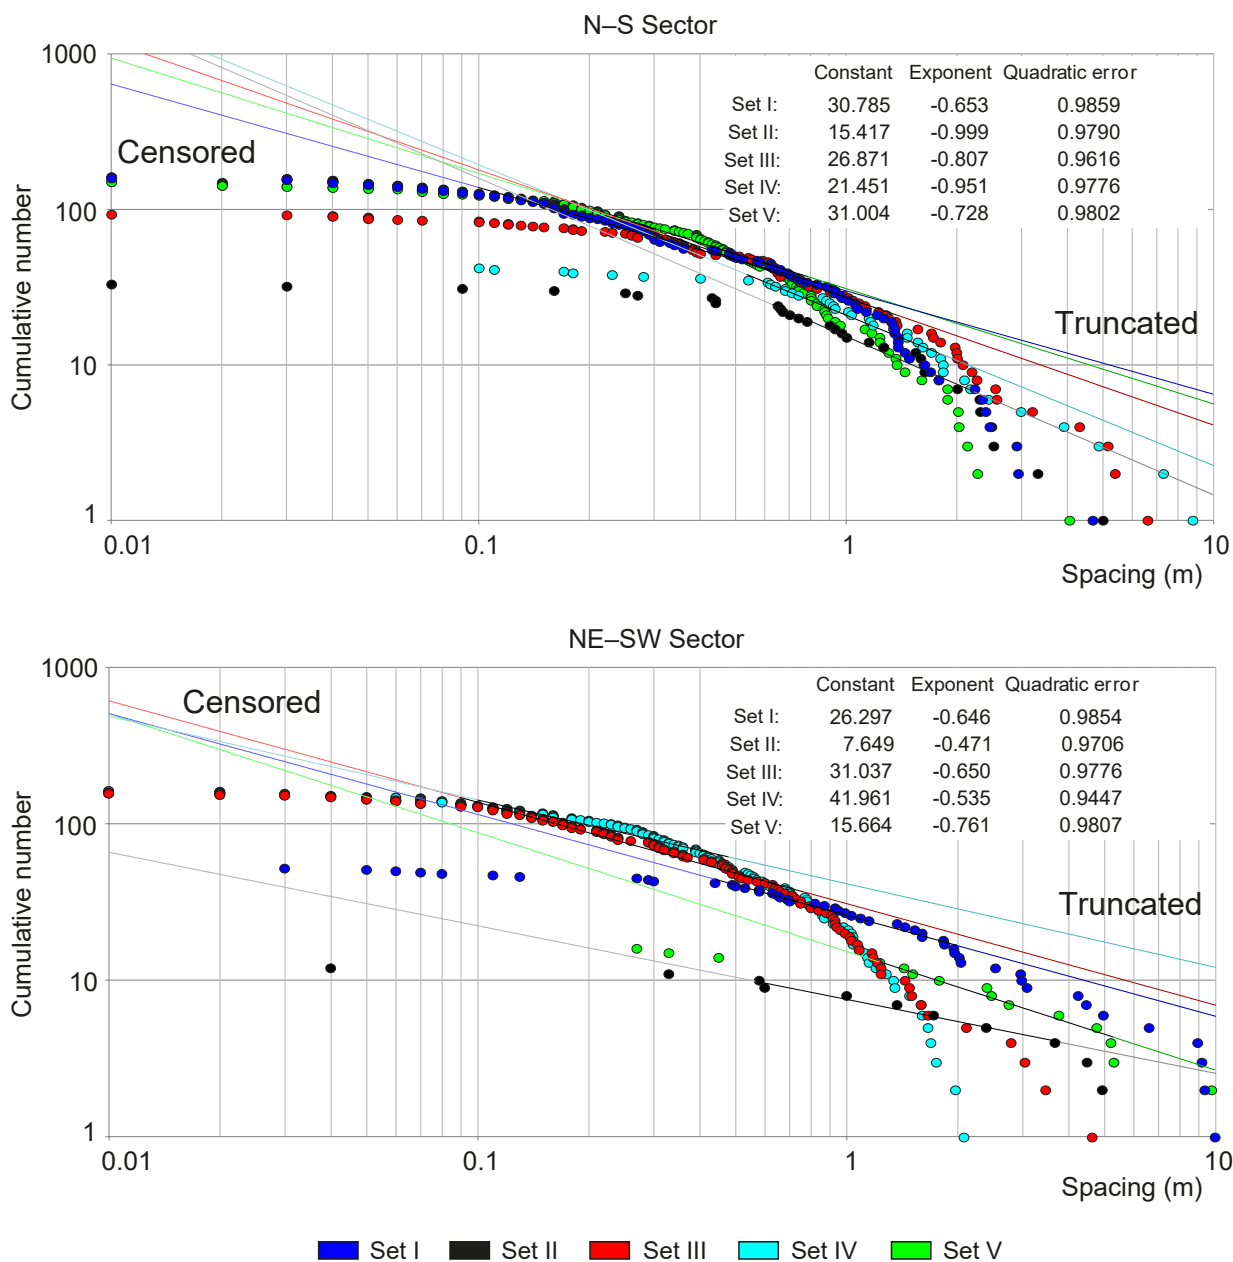 N–S Sector
1000
Constant Exponent Quadratic error
Set I: 30.785 -0.653 0.9859
Set II: 15.417 -0.999 0.9790
Censored
Set III: 26.871 -0.807 0.9616
Set IV: 21.451 -0.951 0.9776
100
Set V: 31.004 -0.728 0.9802
Cumulative number
Truncated
10
1
0.01 0.1 1 10
Spacing (m)
NE–SW Sector
1000
Constant Exponent Quadratic error
Censored
Set I: 26.297 -0.646 0.9854
Set II: 7.649 -0.471 0.9706
Set III: 31.037 -0.650 0.9776
Set IV: 41.961 -0.535 0.9447
100
Set V: 15.664 -0.761 0.9807
Cumulative number
Truncated
10
1
0.01 0.1 1 10
Spacing (m)
Set I Set II Set III Set IV Set V